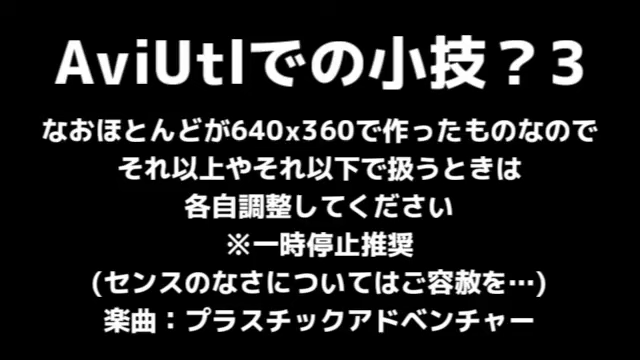 AviUtlでの小技？3
なおほとんどが640x360で作ったものなので
それ以上やそれ以下で扱うときは
各自調整してください
※一時停止推奨
(センスのなさについてはご容赦を…)
楽曲：プラスチックアドベンチャー